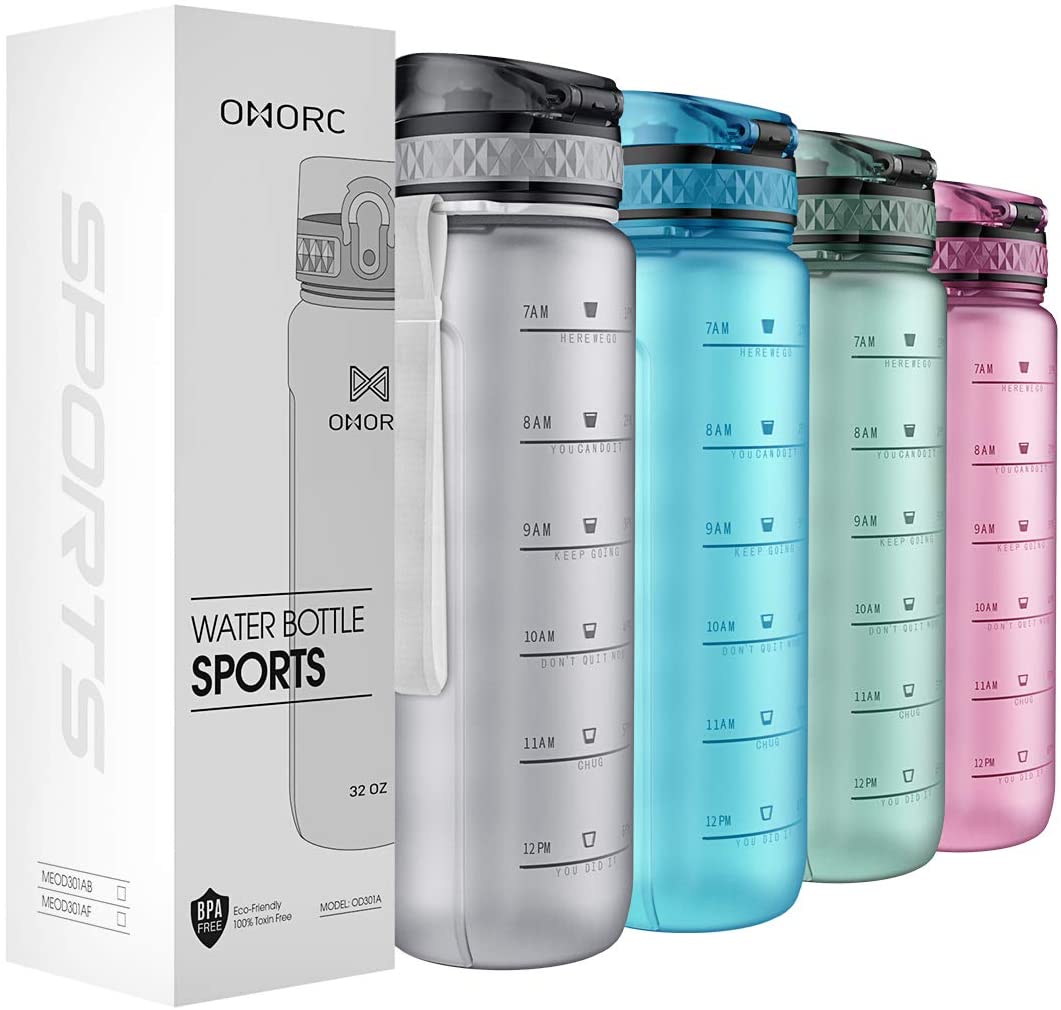 SPORTS
MEOD301AB
MEOD301AF
OMORC
OMORC
WATER BOTTLE
SPORTS
32 OZ
BPA
FREE
Eco-Friendly
100% Toxin Free
MODEL: OD301A
7AM
HEREWEGO
8AM
YOUCANDOIT
9AM
KEEP GOING
10AM
DON'T QUIT NOW
11AM
CHUG
12PM
YOU DID IT
7AM
HEREWEGO
8AM
YOUCANDOIT
9AM
KEEP GOING
10AM
DON'T QUIT NOW
11AM
CHUG
12PM
YOU DID IT
7AM
HEREWEGO
8AM
YOUCANDOIT
9AM
KEEP GOING
10AM
DON'T QUIT NOW
11AM
CHUG
12PM
YOU DID IT
7AM
HEREWEGO
8AM
YOUCANDOIT
9AM
KEEP GOING
10AM
DON'T QUIT NOW
11AM
CHUG
12PM
YOU DID IT